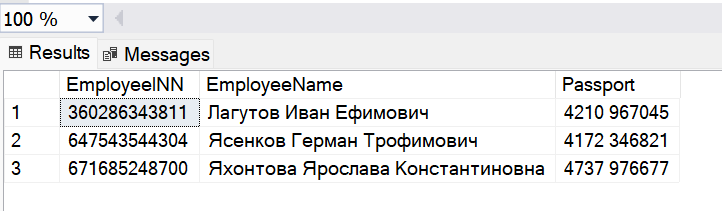 100 %
Results Messages
EmployeeINN EmployeeName Passport
1 360286343811 Лагутов Иван Ефимович 4210 967045
2 647543544304 Ясенков Герман Трофимович 4172 346821
3 671685248700 Яхонтова Ярослава Константиновна 4737 976677